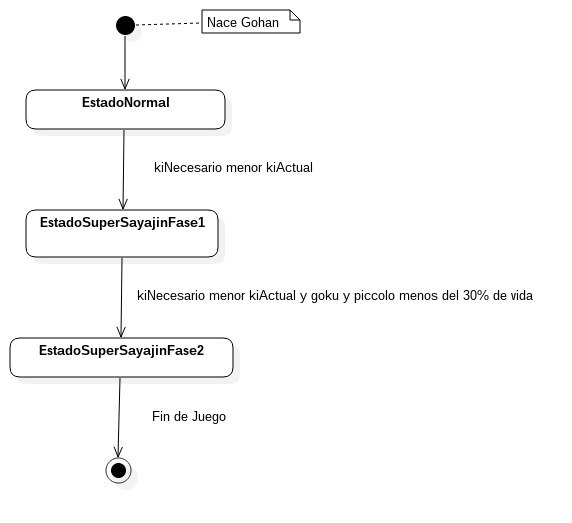 Nace Gohan
EstadoNormal
kiNecesario menor kiActual
EstadoSuperSayajinFase1
kiNecesario menor kiActual y goku y piccolo menos del 30% de vida
EstadoSuperSayajinFase2
Fin de Juego